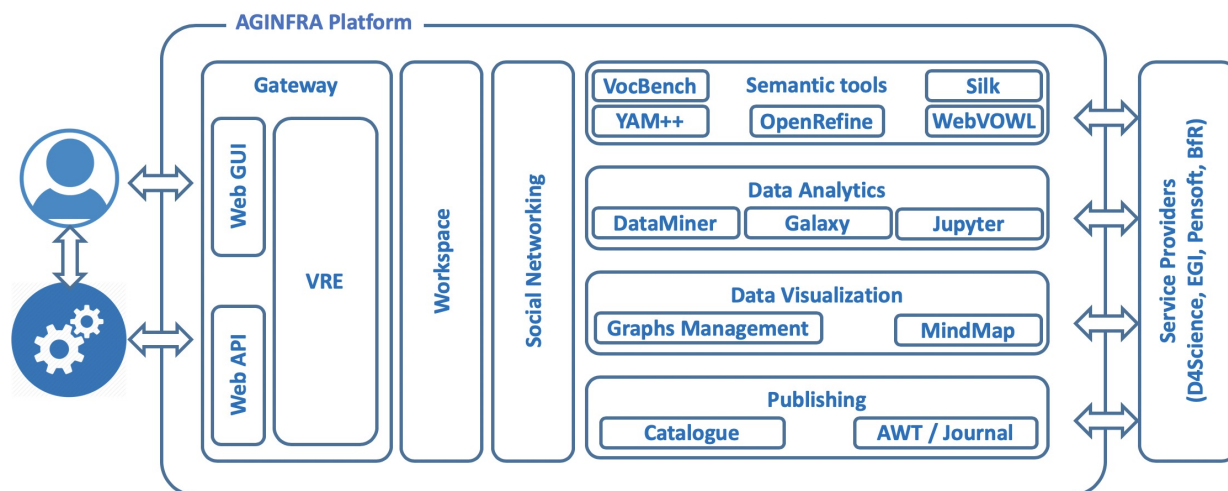 AGINFRA Platform
Gateway
Web GUI
Web API
VRE
Workspace
Social Networking
Semantic tools
VocBench
Silk
YAM++
OpenRefine
WebVOWL
Data Analytics
DataMiner
Galaxy
Jupyter
Data Visualization
Graphs Management
MindMap
Publishing
Catalogue
AWT / Journal
Service Providers
(D4Science, EGI, Pensoft, BfR)